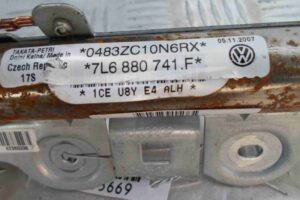 TAKATA-PETRI
Dolni Kalna/ Made in
Czech Republic
17S
*0483ZC10N6RX*
*7L6 880 741.F*
* 1CE U8Y E4 ALH *
05.11.2007
5669